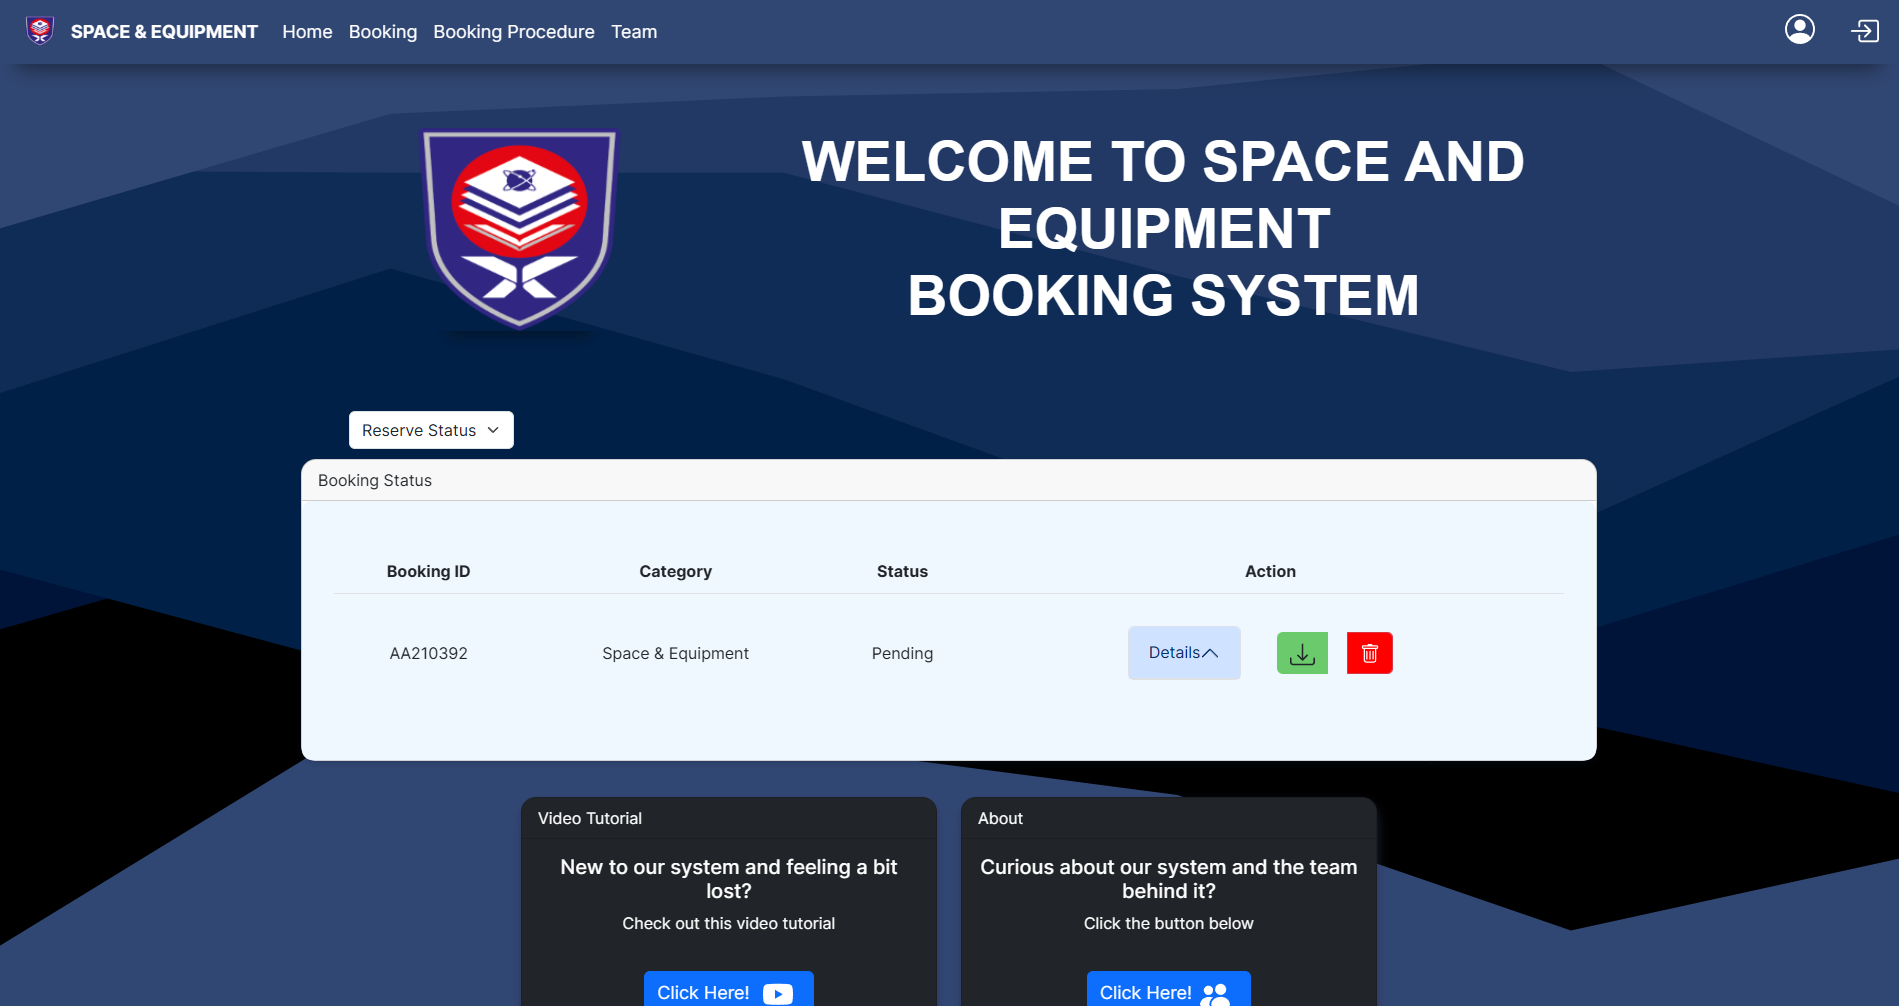 SPACE & EQUIPMENT Home Booking Booking Procedure Team
WELCOME TO SPACE AND
EQUIPMENT
BOOKING SYSTEM
Reserve Status
Booking Status
Booking ID Category Status Action
AA210392 Space & Equipment Pending Details
Video Tutorial
New to our system and feeling a bit
lost?
Check out this video tutorial
Click Here!
About
Curious about our system and the team
behind it?
Click the button below
Click Here!